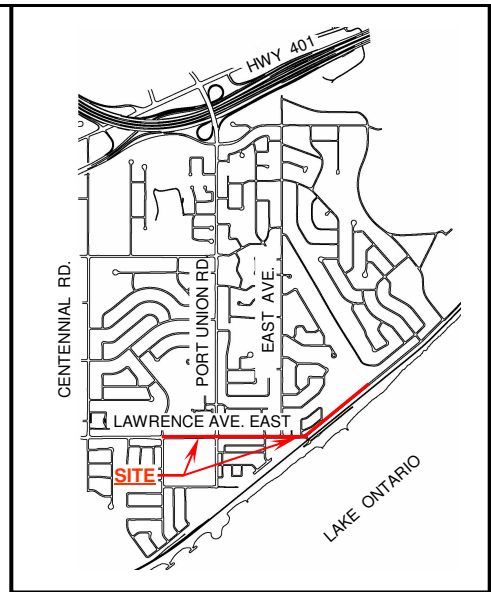 HWY 401
CENTENNIAL RD.
PORT UNION RD.
EAST AVE.
LAWRENCE AVE. EAST
SITE
LAKE ONTARIO